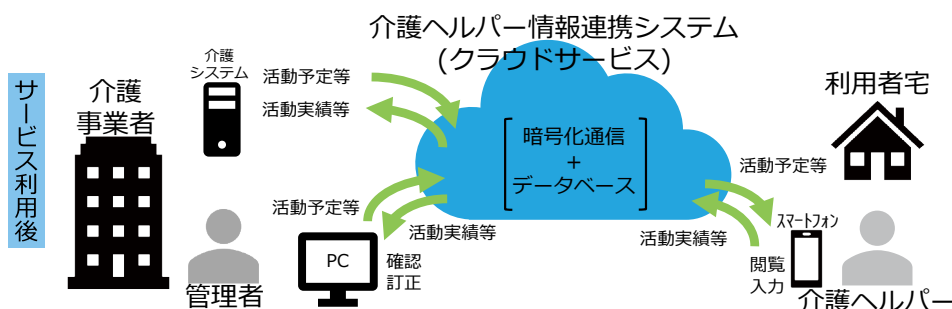 介護ヘルパー情報連携システム
(クラウドサービス)
サービス利用後
介護
事業者
介護
システム
活動予定等
活動実績等
暗号化通信
+
データベース
利用者宅
活動予定等
活動予定等
活動実績等
PC
確認
訂正
管理者
活動実績等
スマートフォン
閲覧
入力
介護ヘルパー